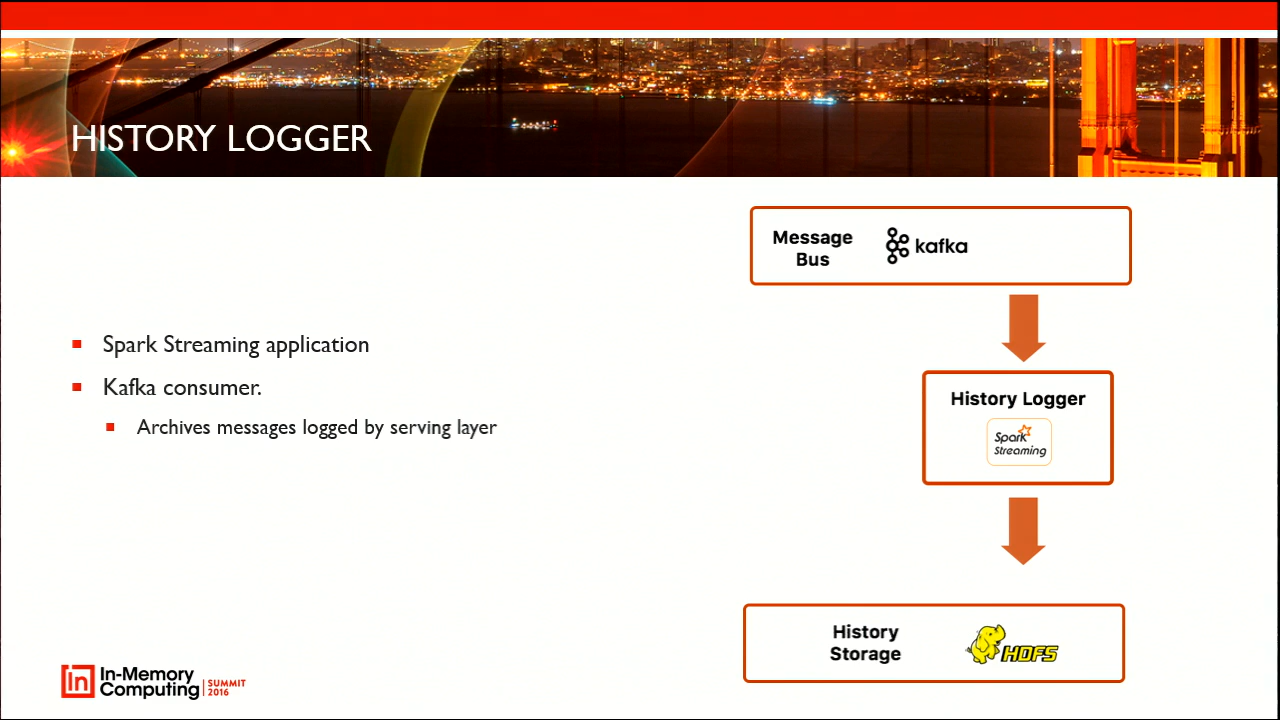 HISTORY LOGGER
Spark Streaming application
Kafka consumer.
Archives messages logged by serving layer
Message
Bus
kafka
History Logger
Spark
Streaming
History
Storage
HDFS
in
In-Memory
Computing
SUMMIT
2016